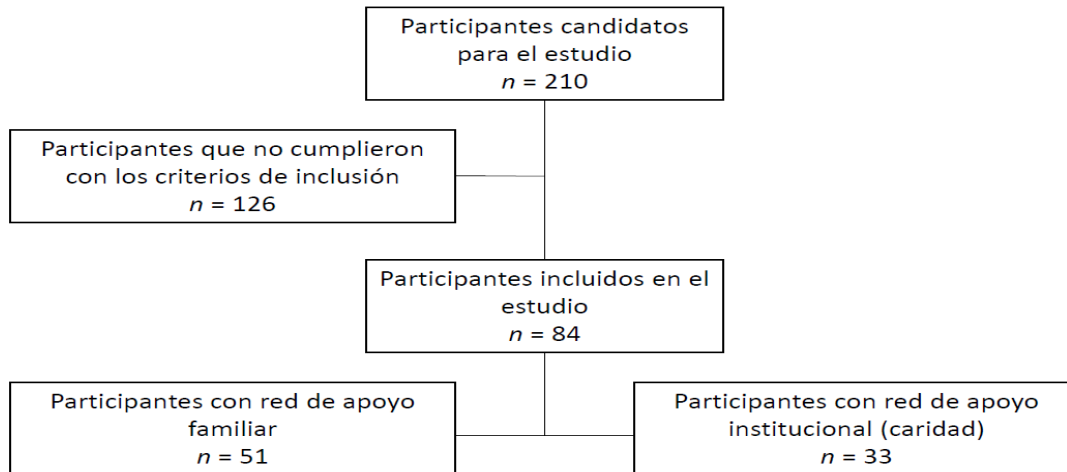 Participantes candidatos
para el estudio
n = 210
Participantes que no cumplieron
con los criterios de inclusión
n = 126
Participantes incluidos en el
estudio
n = 84
Participantes con red de apoyo
familiar
n = 51
Participantes con red de apoyo
institucional (caridad)
n = 33